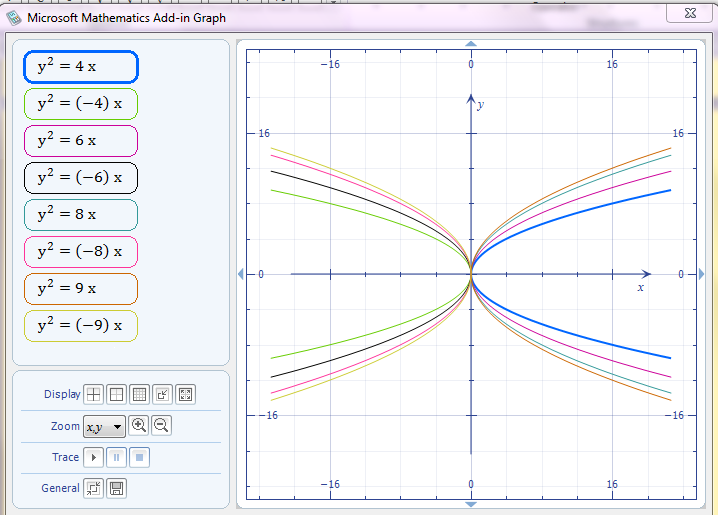 Microsoft Mathematics Add-in Graph
y² = 4 x
y² = (−4) x
y² = 6 x
y² = (−6) x
y² = 8 x
y² = (−8) x
y² = 9 x
y² = (−9) x
Display
Zoom x,y
Trace
General
−16 0 16
y
16 16
0 0
x
−16 −16
−16 0 16